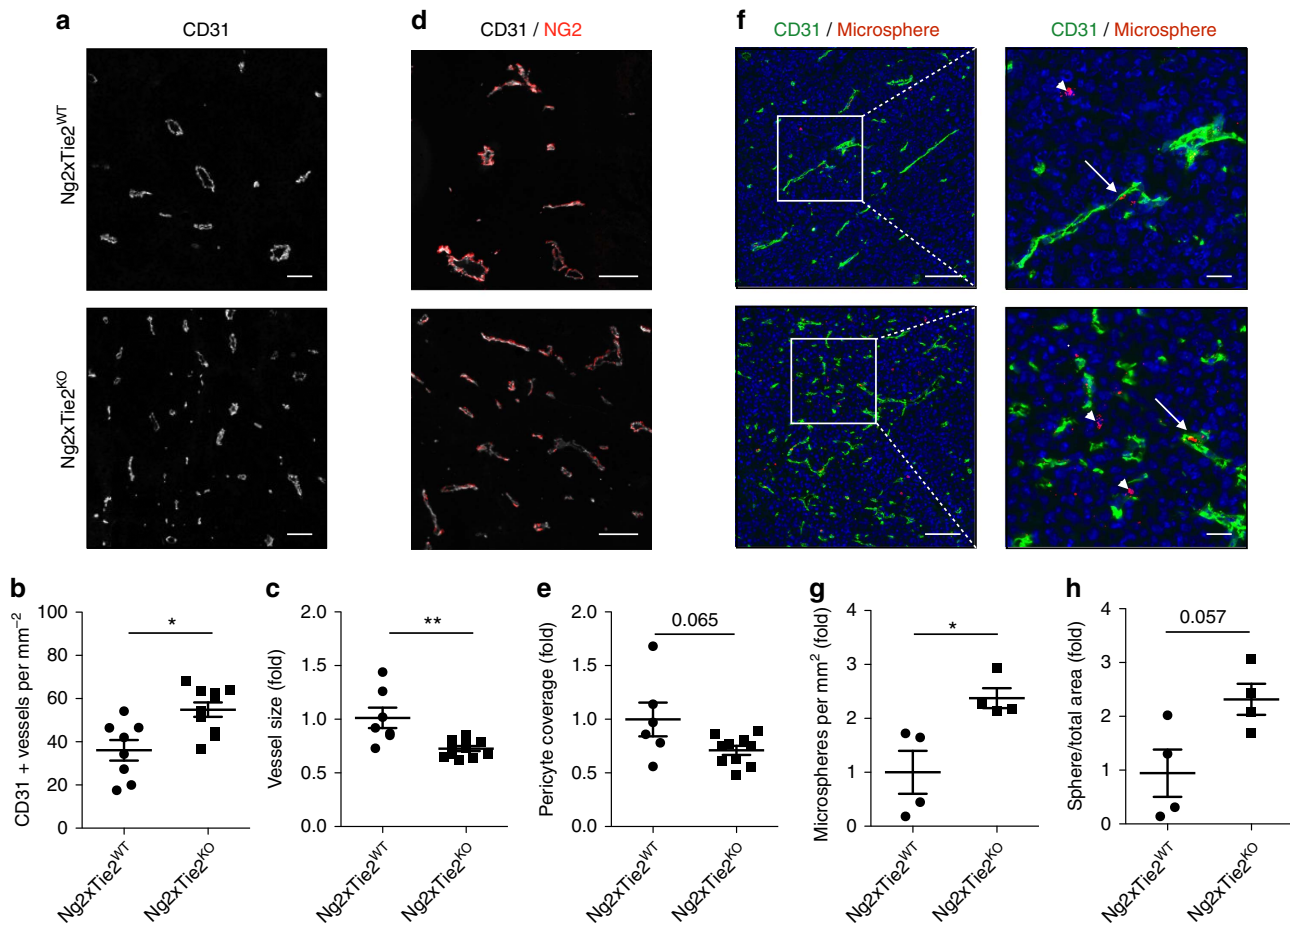 a
CD31
d
CD31 / NG2
f
CD31 / Microsphere
CD31 / Microsphere
Ng2xTie2WT
Ng2xTie2KO
b
CD31 + vessels per mm−2
100
80
60
40
20
0
*
Ng2xTie2WT
Ng2xTie2KO
c
Vessel size (fold)
2.0
1.5
1.0
0.5
0.0
**
Ng2xTie2WT
Ng2xTie2KO
e
Pericyte coverage (fold)
2.0
1.5
1.0
0.5
0.0
0.065
Ng2xTie2WT
Ng2xTie2KO
g
Microspheres per mm2 (fold)
4
3
2
1
0
*
Ng2xTie2WT
Ng2xTie2KO
h
Sphere/total area (fold)
4
3
2
1
0
0.057
Ng2xTie2WT
Ng2xTie2KO